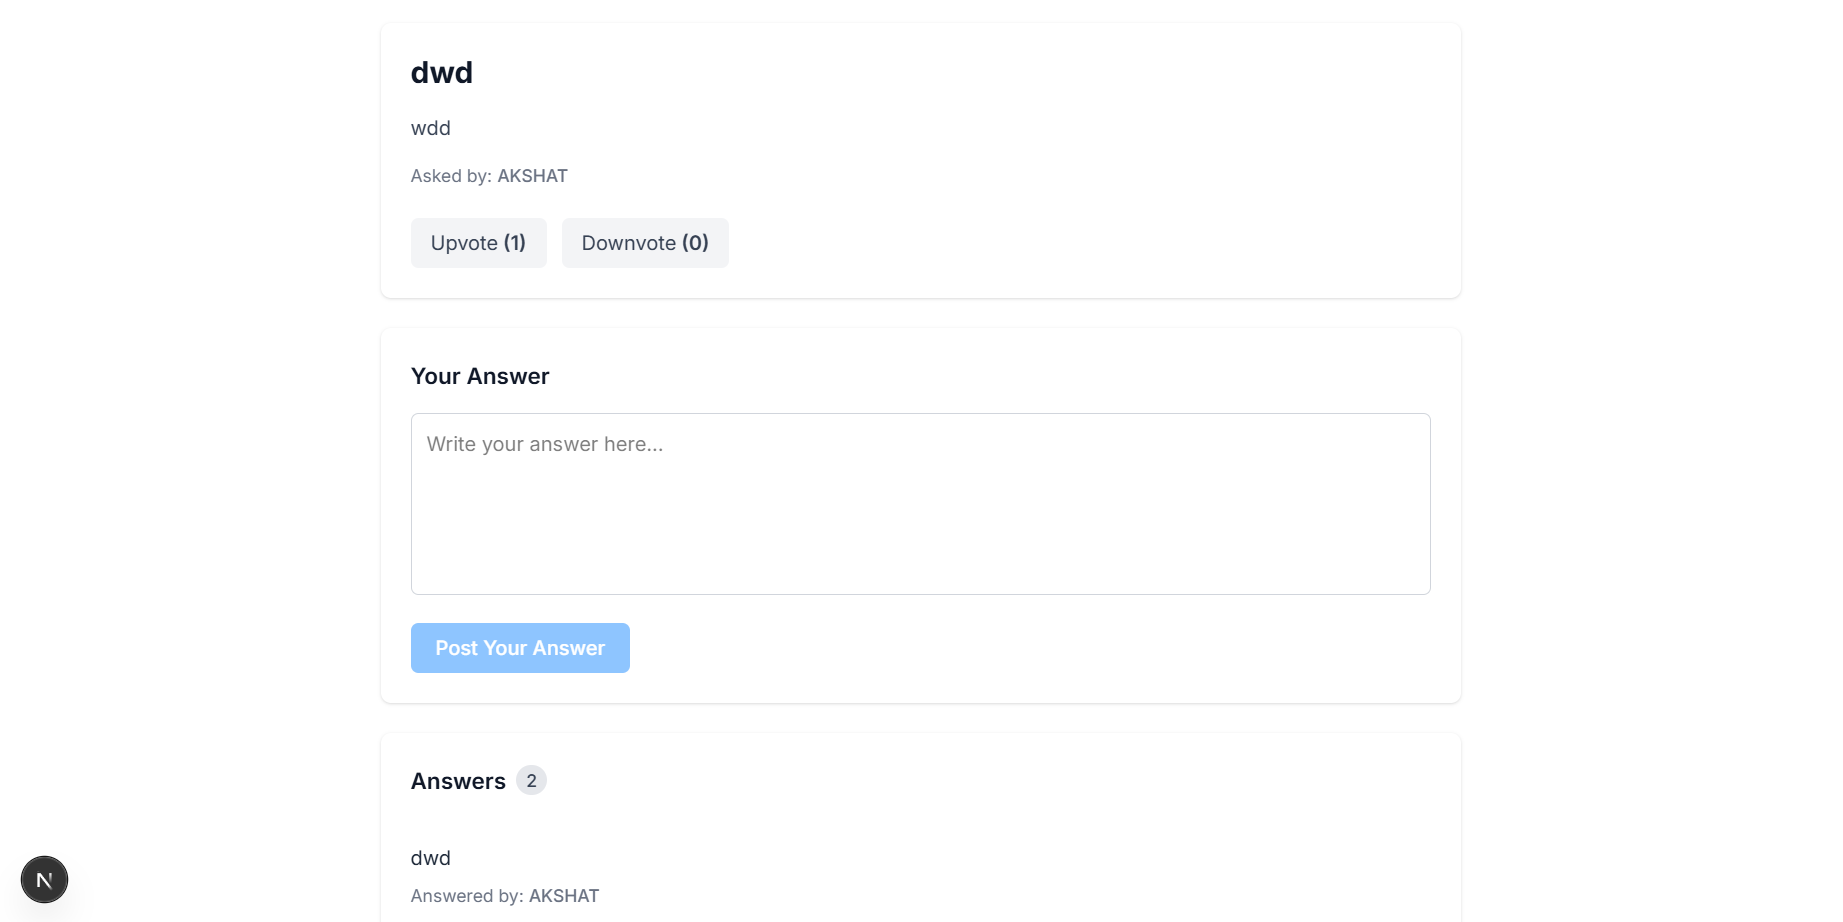 dwd
wdd
Asked by: AKSHAT
Upvote (1) Downvote (0)
Your Answer
Write your answer here...
Post Your Answer
Answers 2
dwd
Answered by: AKSHAT
N